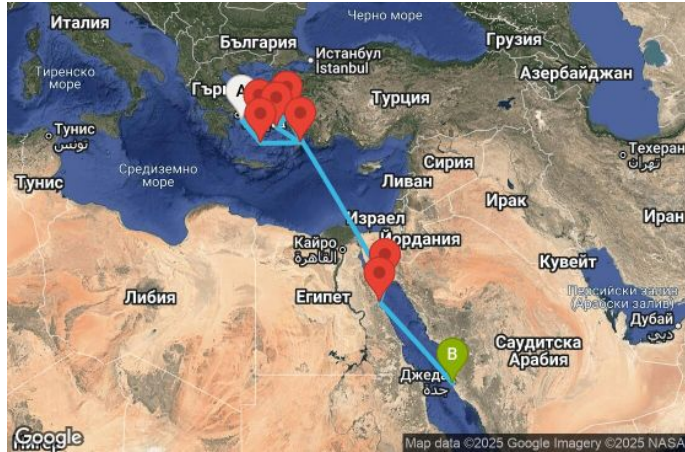 Италия
Черно море
България
Грузия
Истанбул
İstanbul
Азербайджан
Тиренско
море
Гър
A
Турция
Тунис
تونس
Техеран
تهران
Средиземно
море
Сирия
Тунис
Ливан
Ирак
Израел
Иран
Кайро
القاهرة
Йордания
Кувейт
Либия
Египет
Персийски залив
(Арабски залив)
Дубай
دبي
Саудитска
Арабия
B
Джеда
جدة
Google
Map data ©2025 Google Imagery ©2025 NASA